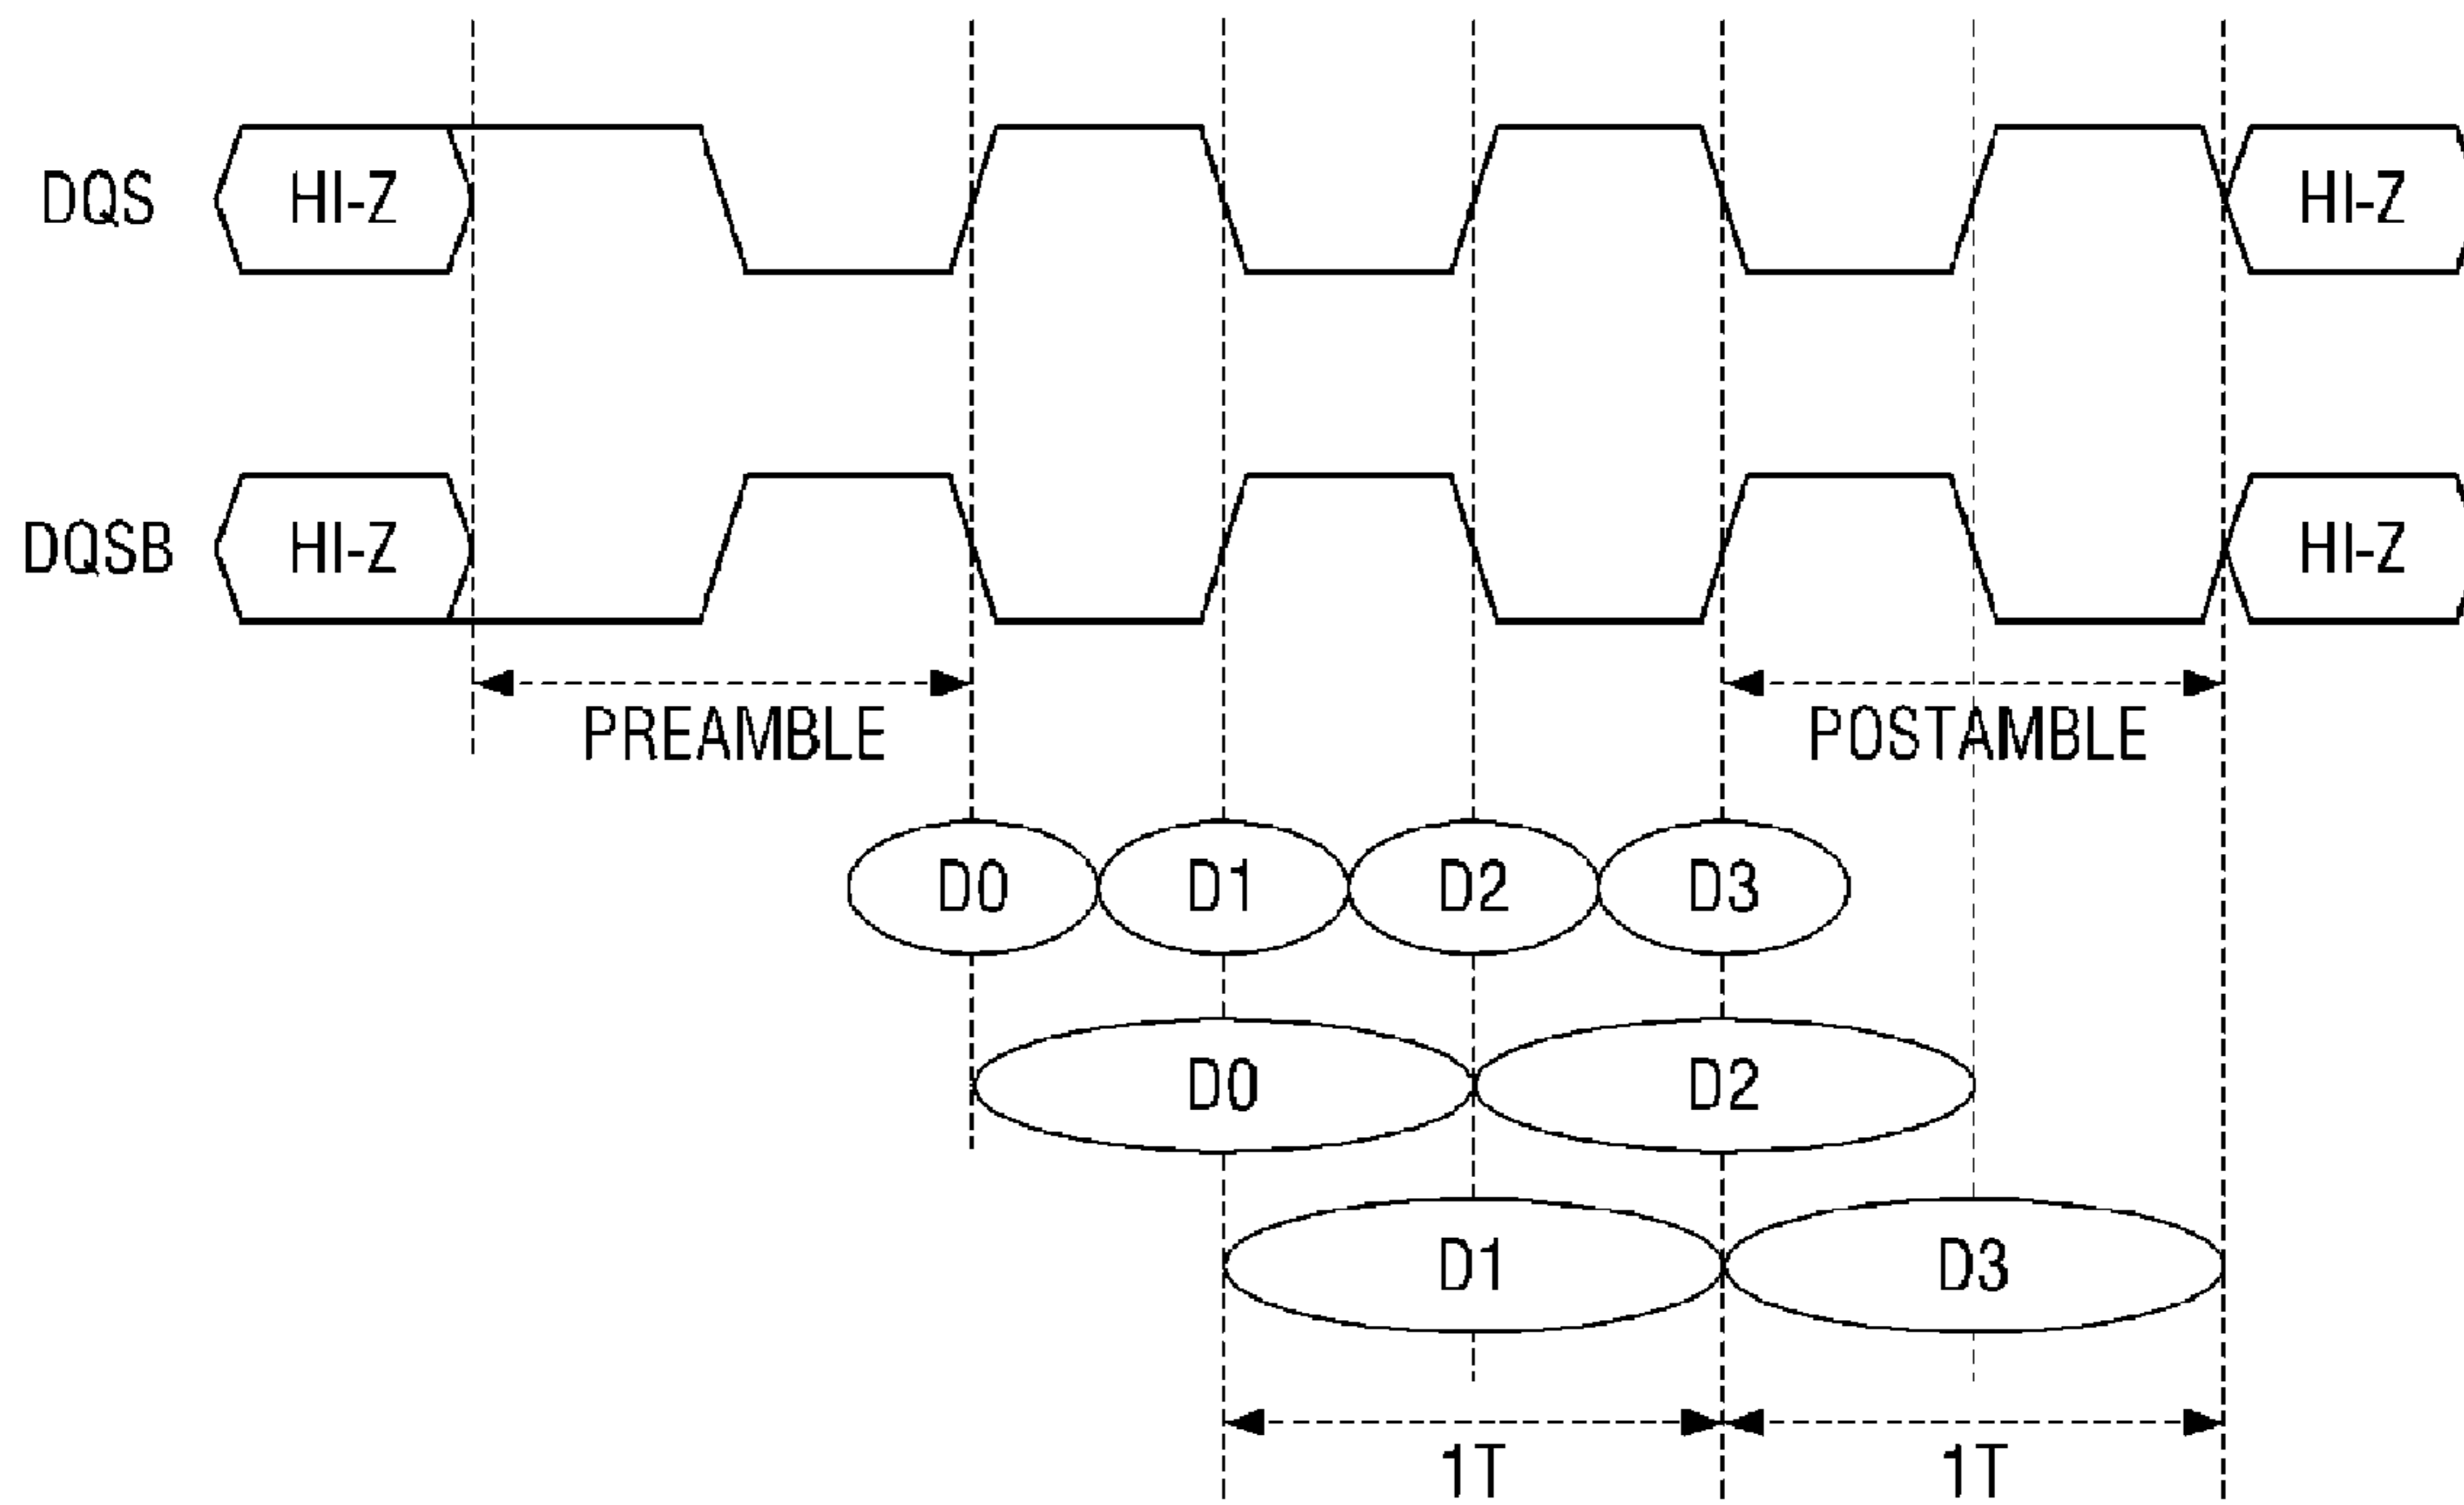 DQS HI-Z HI-Z
DQSB HI-Z HI-Z
PREAMBLE POSTAMBLE
D0 D1 D2 D3
D0 D2
D1 D3
1T 1T